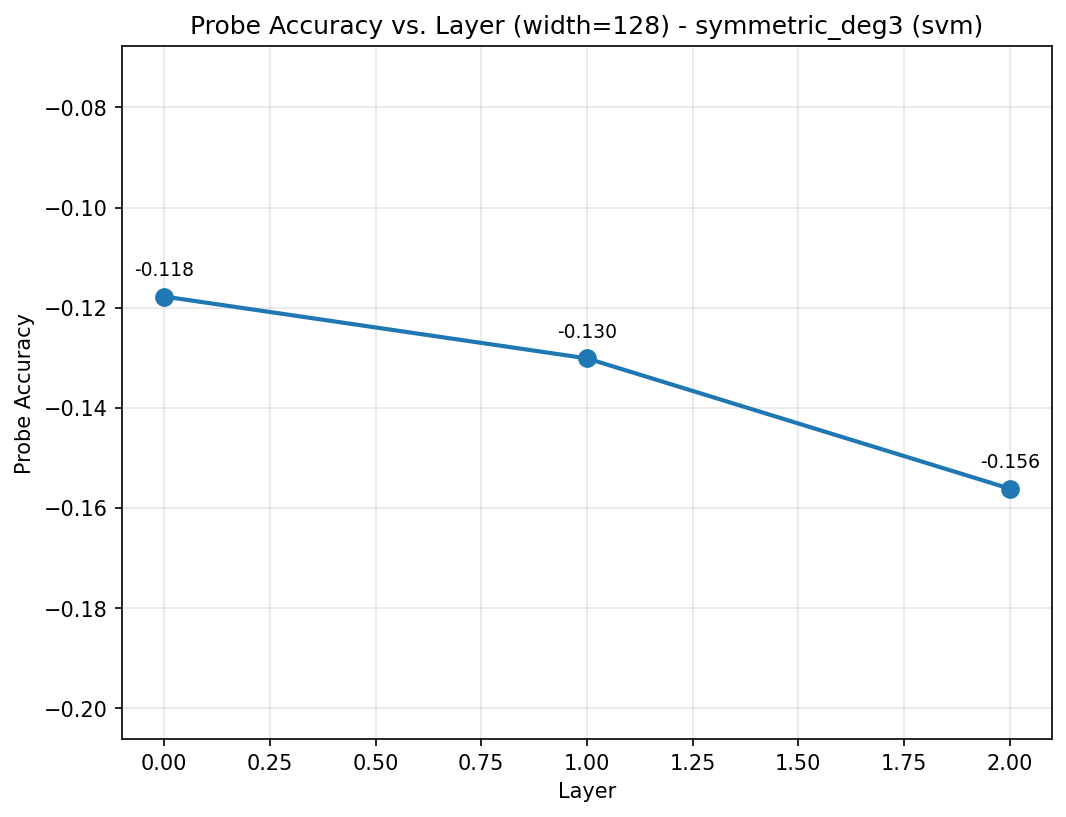 Probe Accuracy vs. Layer (width=128) - symmetric_deg3 (svm)
Probe Accuracy
−0.08
−0.10
−0.12
−0.14
−0.16
−0.18
−0.20
-0.118
-0.130
-0.156
0.00 0.25 0.50 0.75 1.00 1.25 1.50 1.75 2.00
Layer